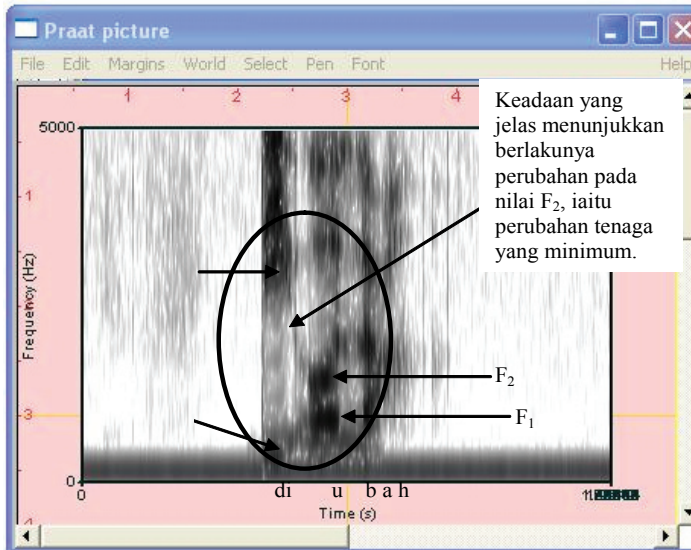 Praat picture
File Edit Margins World Select Pen Font Help
1 2 3 4
Keadaan yang
jelas menunjukkan
berlakunya
perubahan pada
nilai F₂, iaitu
perubahan tenaga
yang minimum.
5000
1
Frequency (Hz)
F₂
F₁
3
0
0
di u b a h
Time (s)